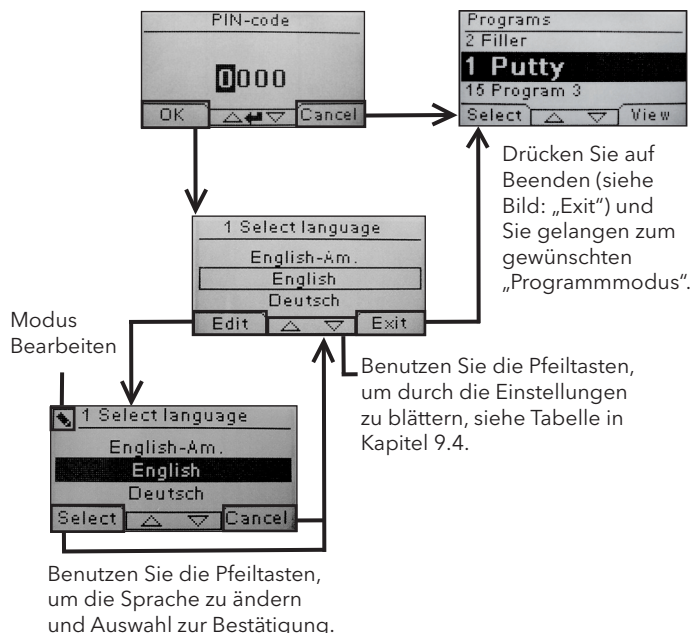 PIN-code
0000
OK
Cancel
Programs
2 Filler
1 Putty
15 Program 3
Select
View
Drücken Sie auf
Beenden (siehe
Bild: „Exit“) und
Sie gelangen zum
gewünschten
„Programmmodus“.
1 Select language
English-Am.
English
Deutsch
Edit
Exit
Modus
Bearbeiten
Benutzen Sie die Pfeiltasten,
um durch die Einstellungen
zu blättern, siehe Tabelle in
Kapitel 9.4.
1 Select language
English-Am.
English
Deutsch
Select
Cancel
Benutzen Sie die Pfeiltasten,
um die Sprache zu ändern
und Auswahl zur Bestätigung.